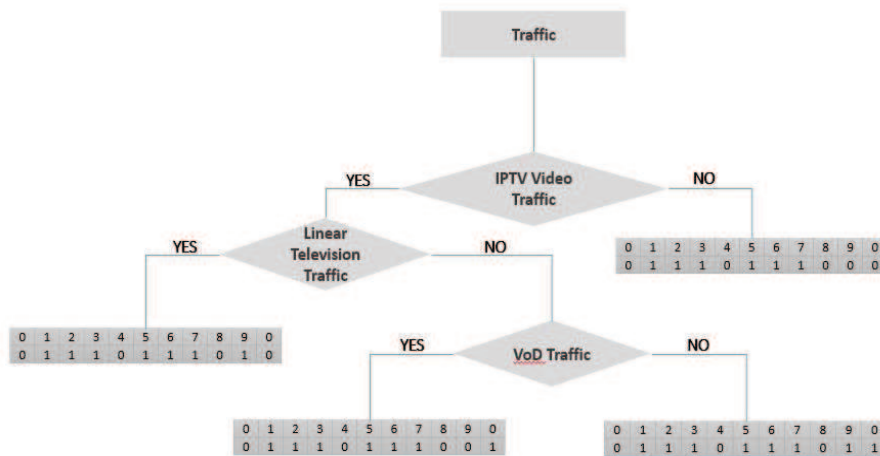 Traffic
IPTV Video
Traffic
YES
NO
Linear
Television
Traffic
YES
NO
0 1 2 3 4 5 6 7 8 9 0
0 1 1 1 0 1 1 1 0 0 0
0 1 2 3 4 5 6 7 8 9 0
0 1 1 1 0 1 1 1 0 1 0
VoD Traffic
YES
NO
0 1 2 3 4 5 6 7 8 9 0
0 1 1 1 0 1 1 1 0 0 1
0 1 2 3 4 5 6 7 8 9 0
0 1 1 1 0 1 1 1 0 1 1